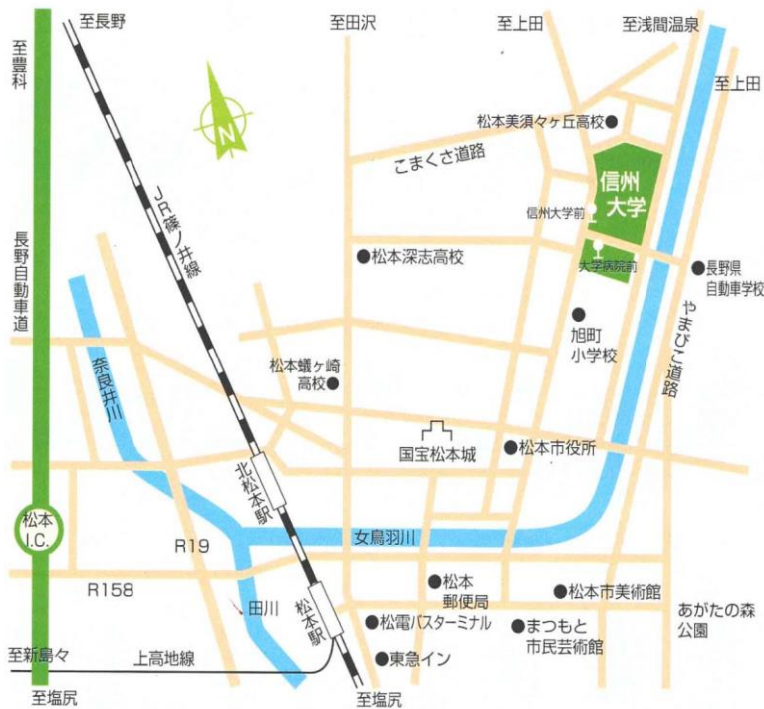 至長野
至田沢
至上田
至浅間温泉
至豊科
至上田
松本美須々ヶ丘高校
こまくさ道路
N
信州
大学
信州大学前
JR篠ノ井線
長野自動車道
松本深志高校
大学病院前
長野県
自動車学校
旭町
小学校
やまびこ道路
奈良井川
松本蟻ヶ崎
高校
国宝松本城
松本市役所
北松本駅
松本
I.C.
R19
女鳥羽川
R158
田川
松本駅
松本
郵便局
松本市美術館
あがたの森
公園
松電バスターミナル
まつもと
市民芸術館
至新島々
上高地線
東急イン
至塩尻
至塩尻